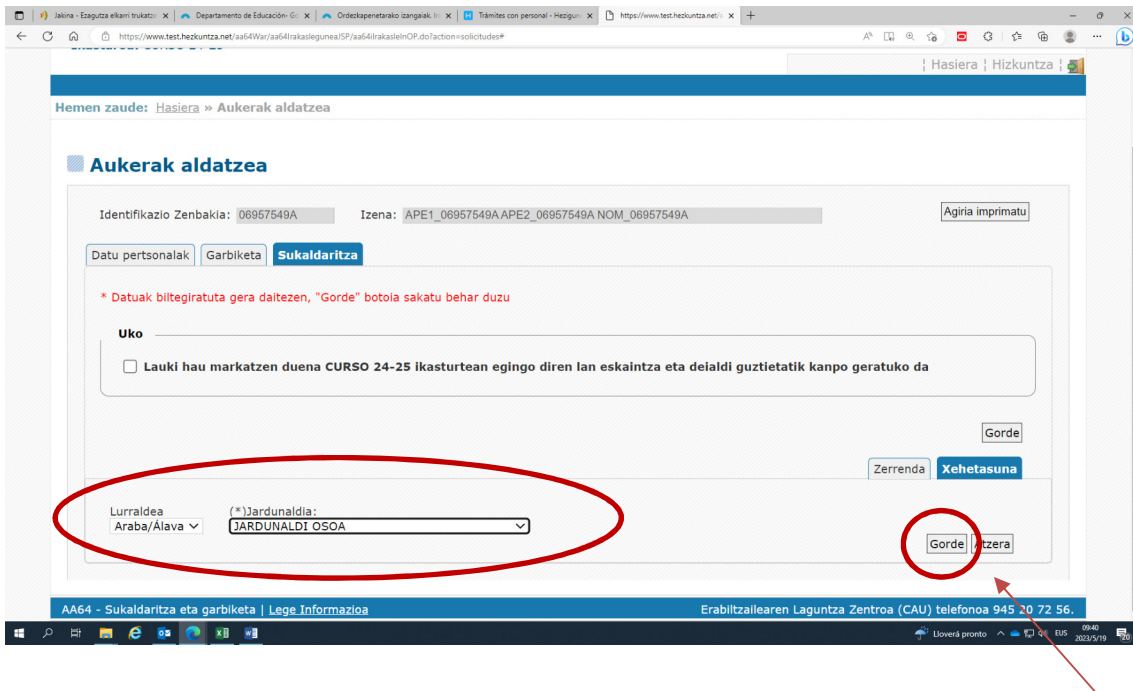 Jakina - Ezagutza elkarri trukatze
Departamento de Educación- Go
Ordezkapenetarako izangaiak. In
Trámites con personal - Hezigun
https://www.test.hezkuntza.net/a
https://www.test.hezkuntza.net/aa64War/aa64IrakasleguneaJSP/aa64iIrakasleInOP.do?action=solicitudes#
¦ Hasiera ¦ Hizkuntza ¦
Hemen zaude: Hasiera » Aukerak aldatzea
Aukerak aldatzea
Identifikazio Zenbakia: 06957549A Izena: APE1_06957549A APE2_06957549A NOM_06957549A
Agiria imprimatu
Datu pertsonalak Garbiketa Sukaldaritza
* Datuak biltegiratuta gera daitezen, "Gorde" botoia sakatu behar duzu
Uko
Lauki hau markatzen duena CURSO 24-25 ikasturtean egingo diren lan eskaintza eta deialdi guztietatik kanpo geratuko da
Gorde
Zerrenda Xehetasuna
Lurraldea (*)Jardunaldia:
Araba/Álava JARDUNALDI OSOA
Gorde Atzera
AA64 - Sukaldaritza eta garbiketa | Lege Informazioa Erabiltzailearen Laguntza Zentroa (CAU) telefonoa 945 20 72 56.
Lloverá pronto EUS 09:40
2023/5/19
20